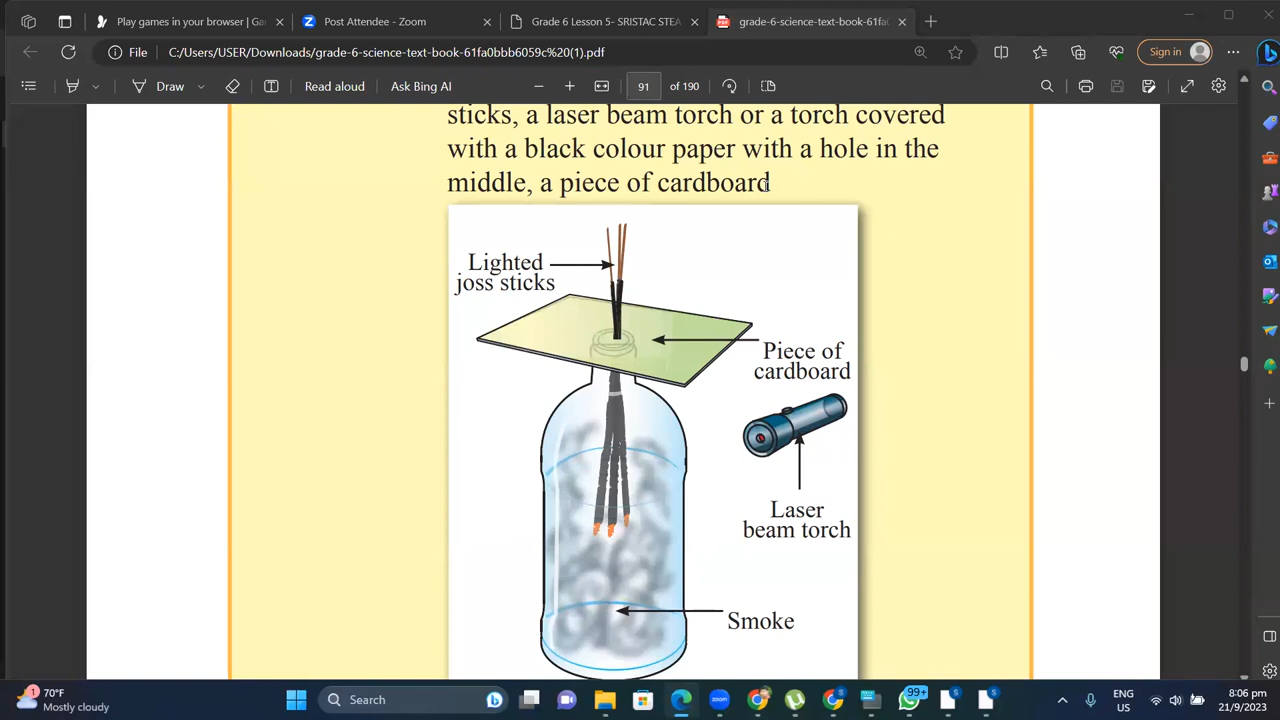 Play games in your browser | Ga
Post Attendee - Zoom
Grade 6 Lesson 5- SRISTAC STEA
grade-6-science-text-book-61fa
File
C:/Users/USER/Downloads/grade-6-science-text-book-61fa0bbb6059c%20(1).pdf
Sign in
Draw
Read aloud
Ask Bing AI
91 of 190
sticks, a laser beam torch or a torch covered
with a black colour paper with a hole in the
middle, a piece of cardboard
Lighted
joss sticks
Piece of
cardboard
Laser
beam torch
Smoke
1
70°F
Mostly cloudy
Search
99+
ENG
US
8:06 pm
21/9/2023